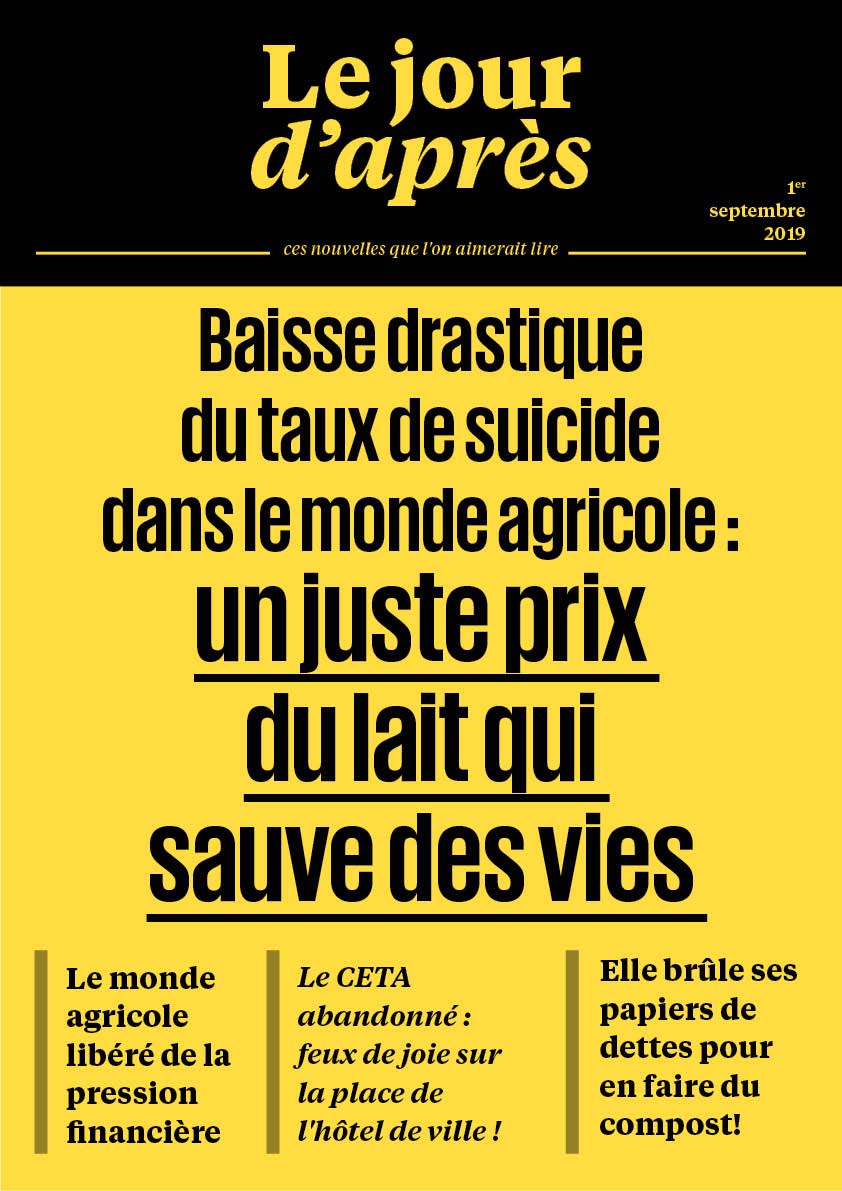 Le jour
d’après
1er
septembre
2019
ces nouvelles que l'on aimerait lire
Baisse drastique
du taux de suicide
dans le monde agricole :
un juste prix
du lait qui
sauve des vies
Le monde
agricole
libéré de la
pression
financière
Le CETA
abandonné :
feux de joie sur
la place de
l'hôtel de ville !
Elle brûle ses
papiers de
dettes pour
en faire du
compost!